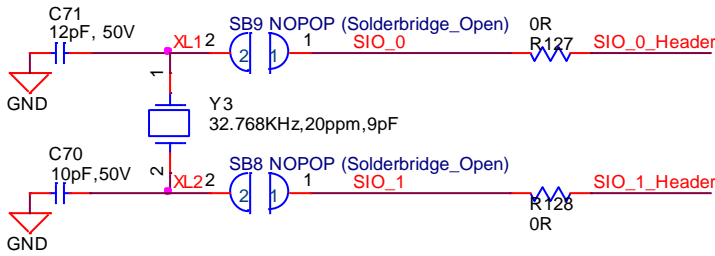 C71
12pF, 50V
XL1
2
SB9 NOPOP (Solderbridge_Open)
2
1
1
SIO_0
0R
R127
SIO_0_Header
GND
1
Y3
32.768KHz,20ppm,9pF
2
C70
10pF,50V
XL2
2
SB8 NOPOP (Solderbridge_Open)
2
1
1
SIO_1
R128
0R
SIO_1_Header
GND